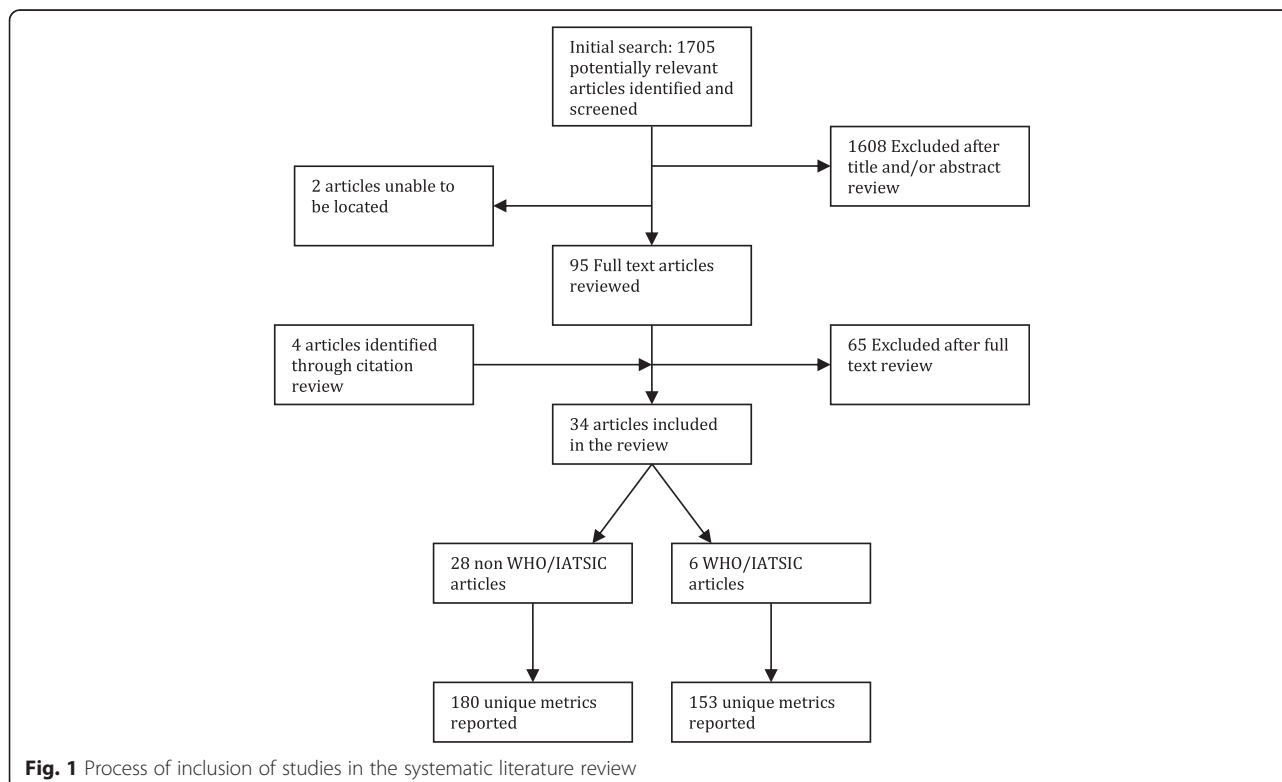 Initial search: 1705
potentially relevant
articles identified and
screened
1608 Excluded after
title and/or abstract
review
2 articles unable to
be located
95 Full text articles
reviewed
4 articles identified
through citation
review
65 Excluded after full
text review
34 articles included
in the review
28 non WHO/IATSIC
articles
6 WHO/IATSIC
articles
180 unique metrics
reported
153 unique metrics
reported
Fig. 1 Process of inclusion of studies in the systematic literature review